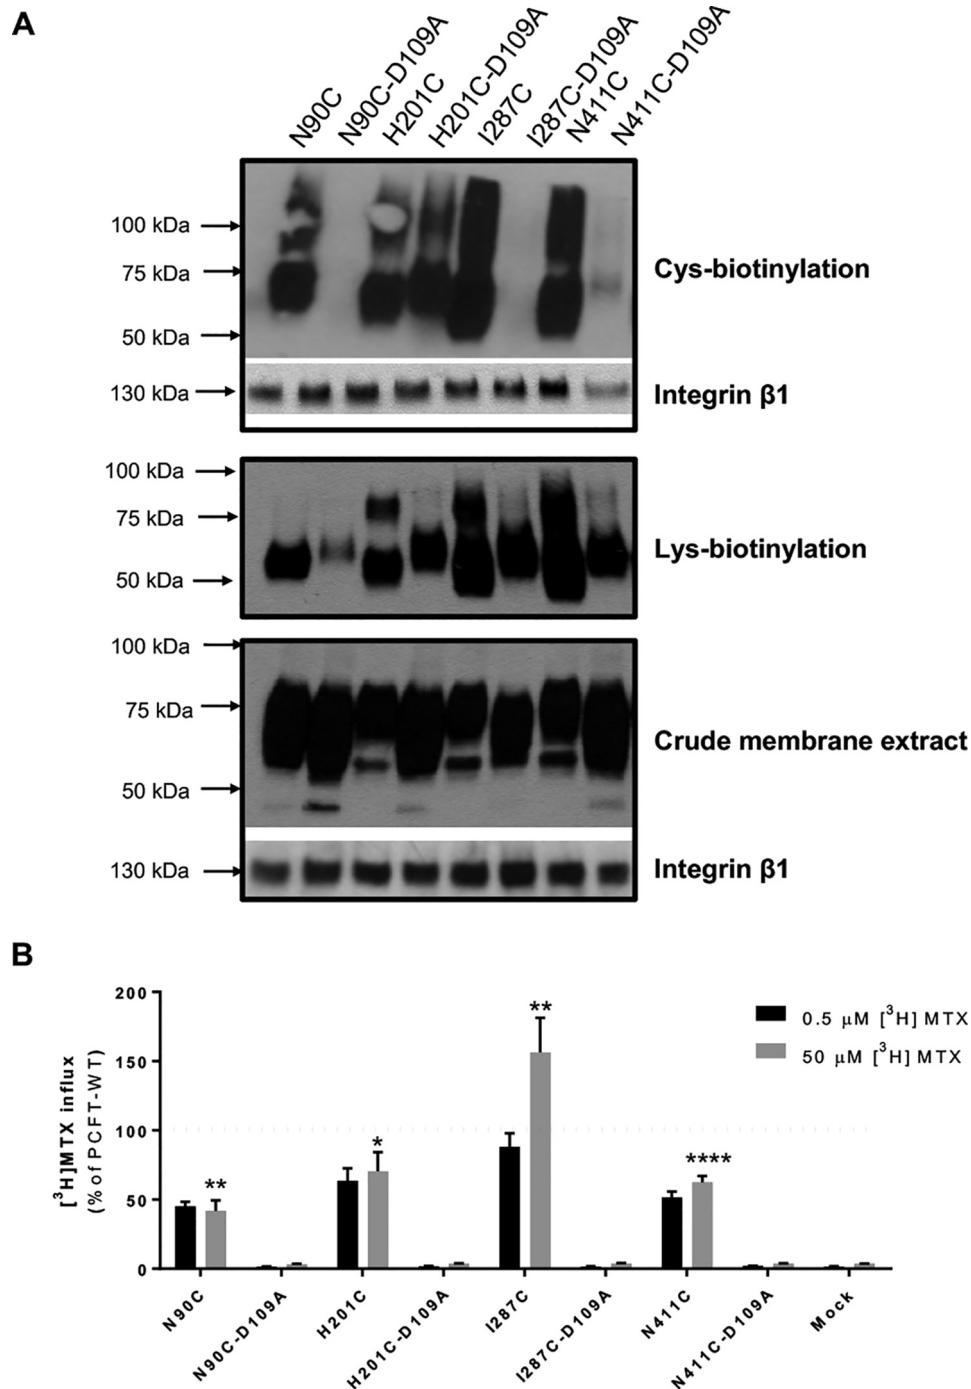 A
N90C
N90C-D109A
H201C
H201C-D109A
I287C
I287C-D109A
N411C
N411C-D109A
100 kDa
75 kDa
50 kDa
Cys-biotinylation
130 kDa
Integrin β1
100 kDa
75 kDa
50 kDa
Lys-biotinylation
100 kDa
75 kDa
50 kDa
Crude membrane extract
130 kDa
Integrin β1
B
[³H]MTX influx
(% of PCFT-WT)
200
150
100
50
0
**
*
**
****
0.5 μM [³H] MTX
50 μM [³H] MTX
N90C
N90C-D109A
H201C
H201C-D109A
I287C
I287C-D109A
N411C
N411C-D109A
Mock